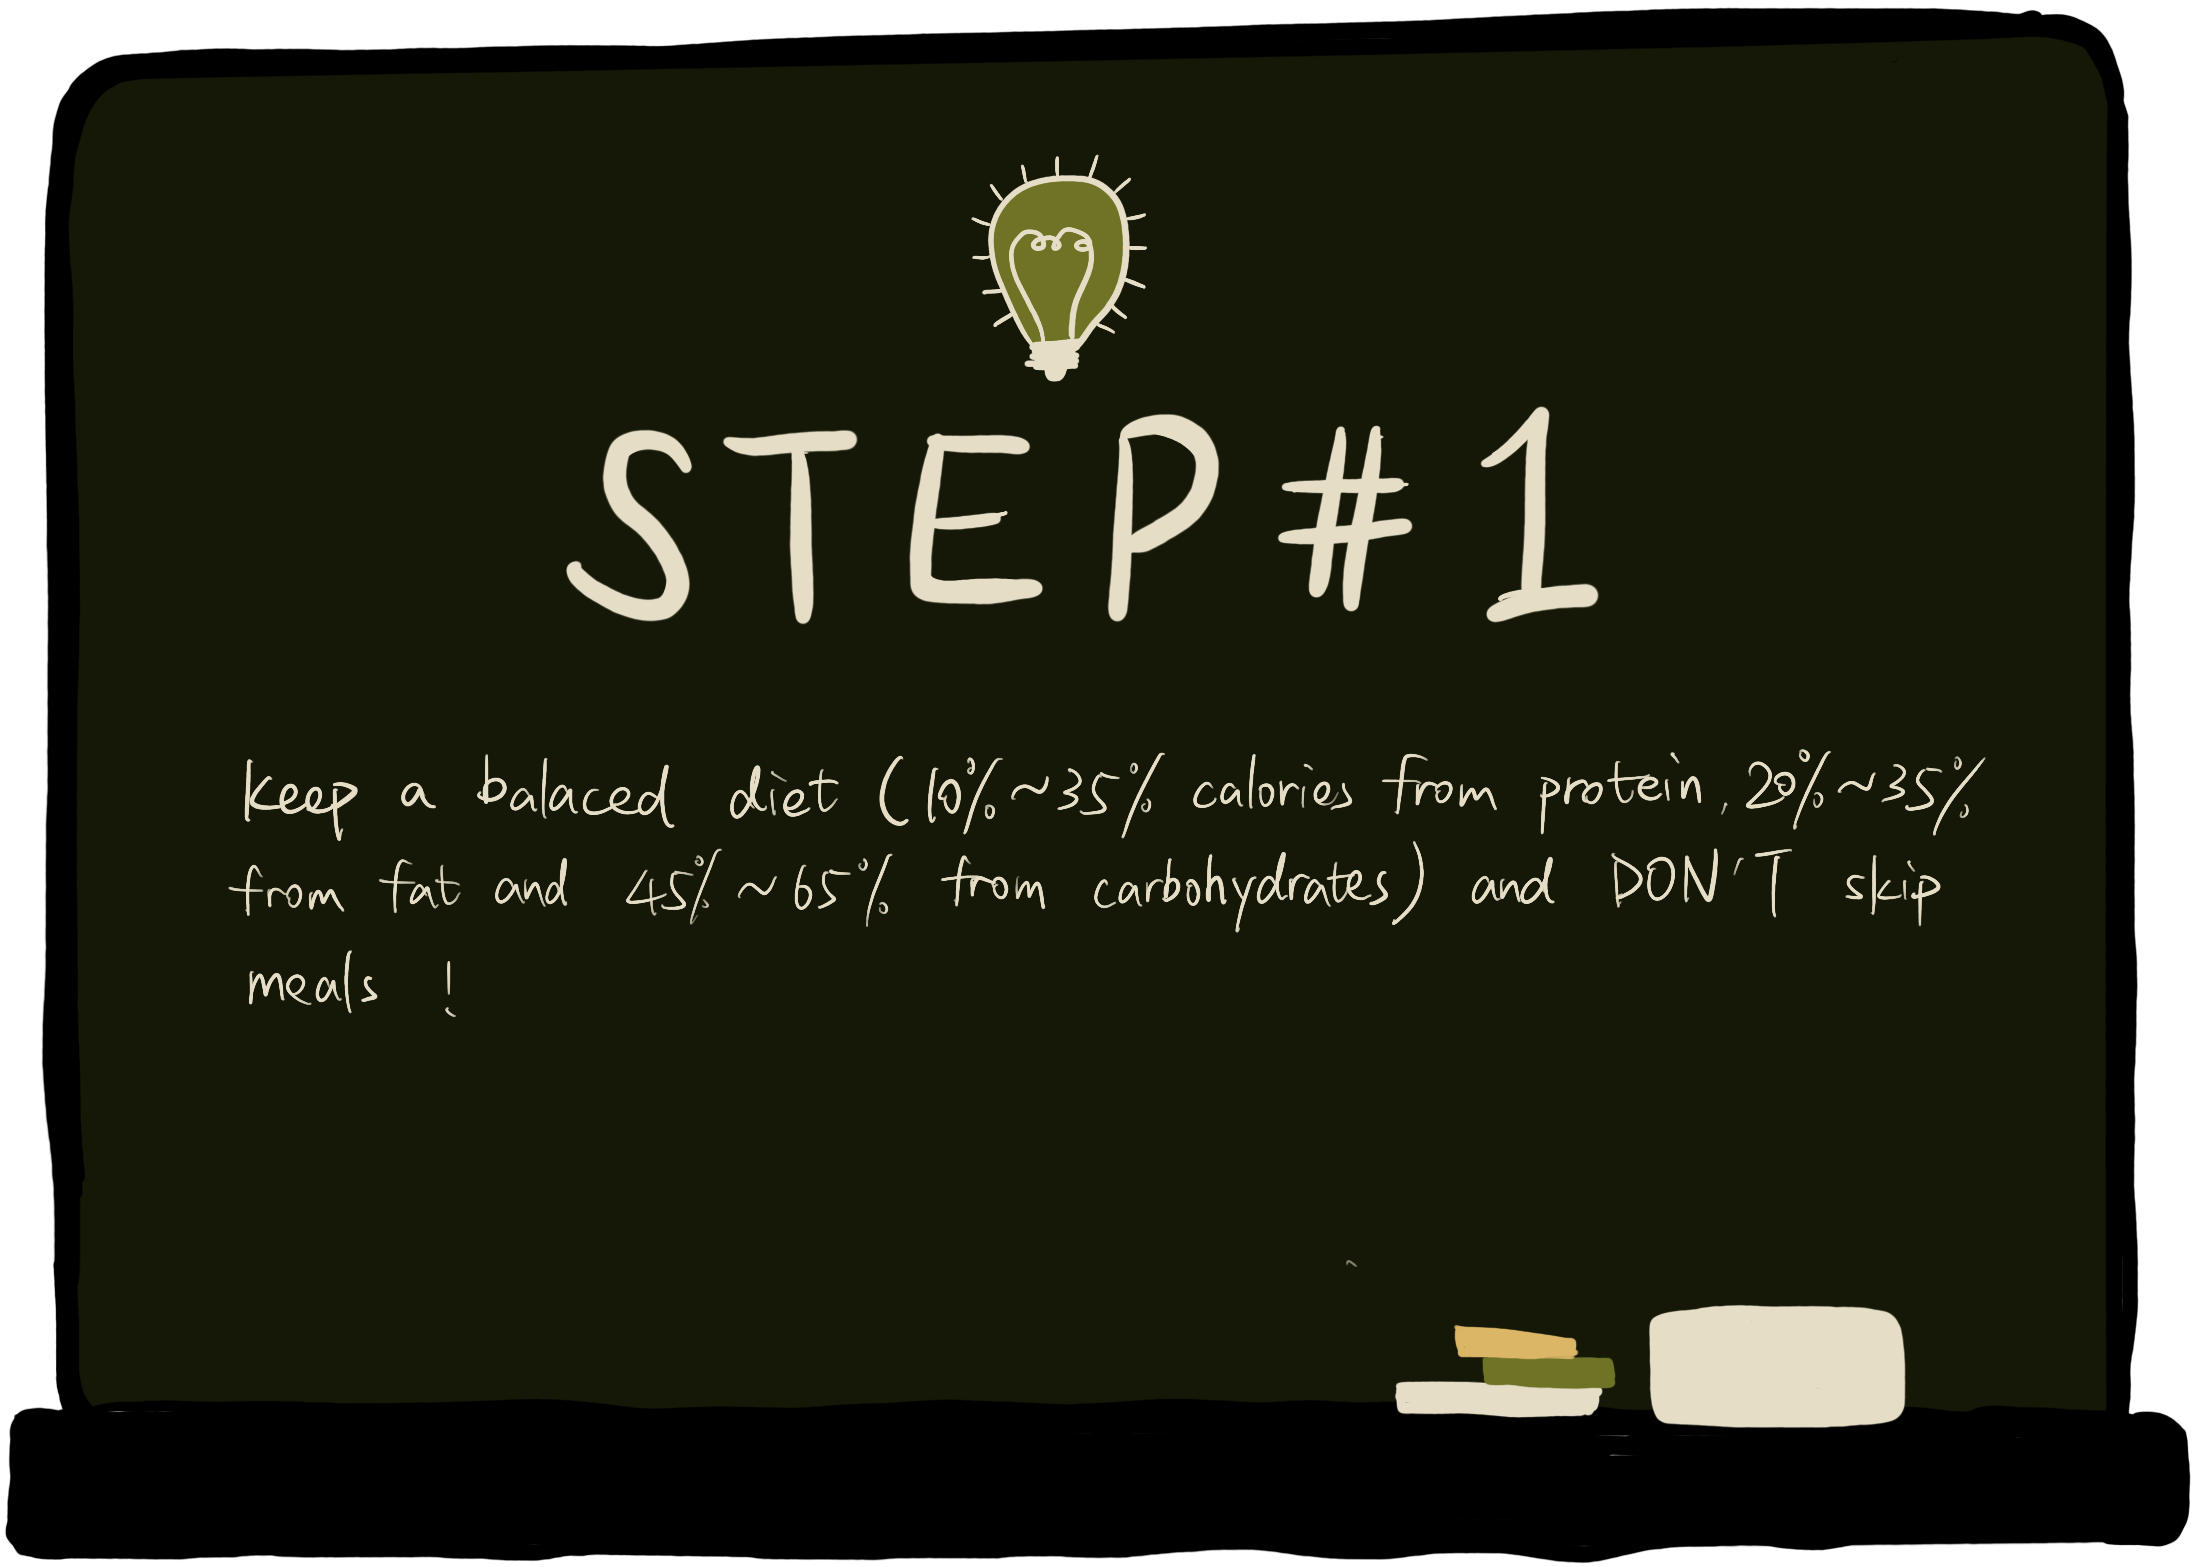 STEP#1
keep a balaced diet (10%~35% calories from protein, 20%~35%
from fat and 45%~65% from carbohydrates) and DON'T skip
meals !